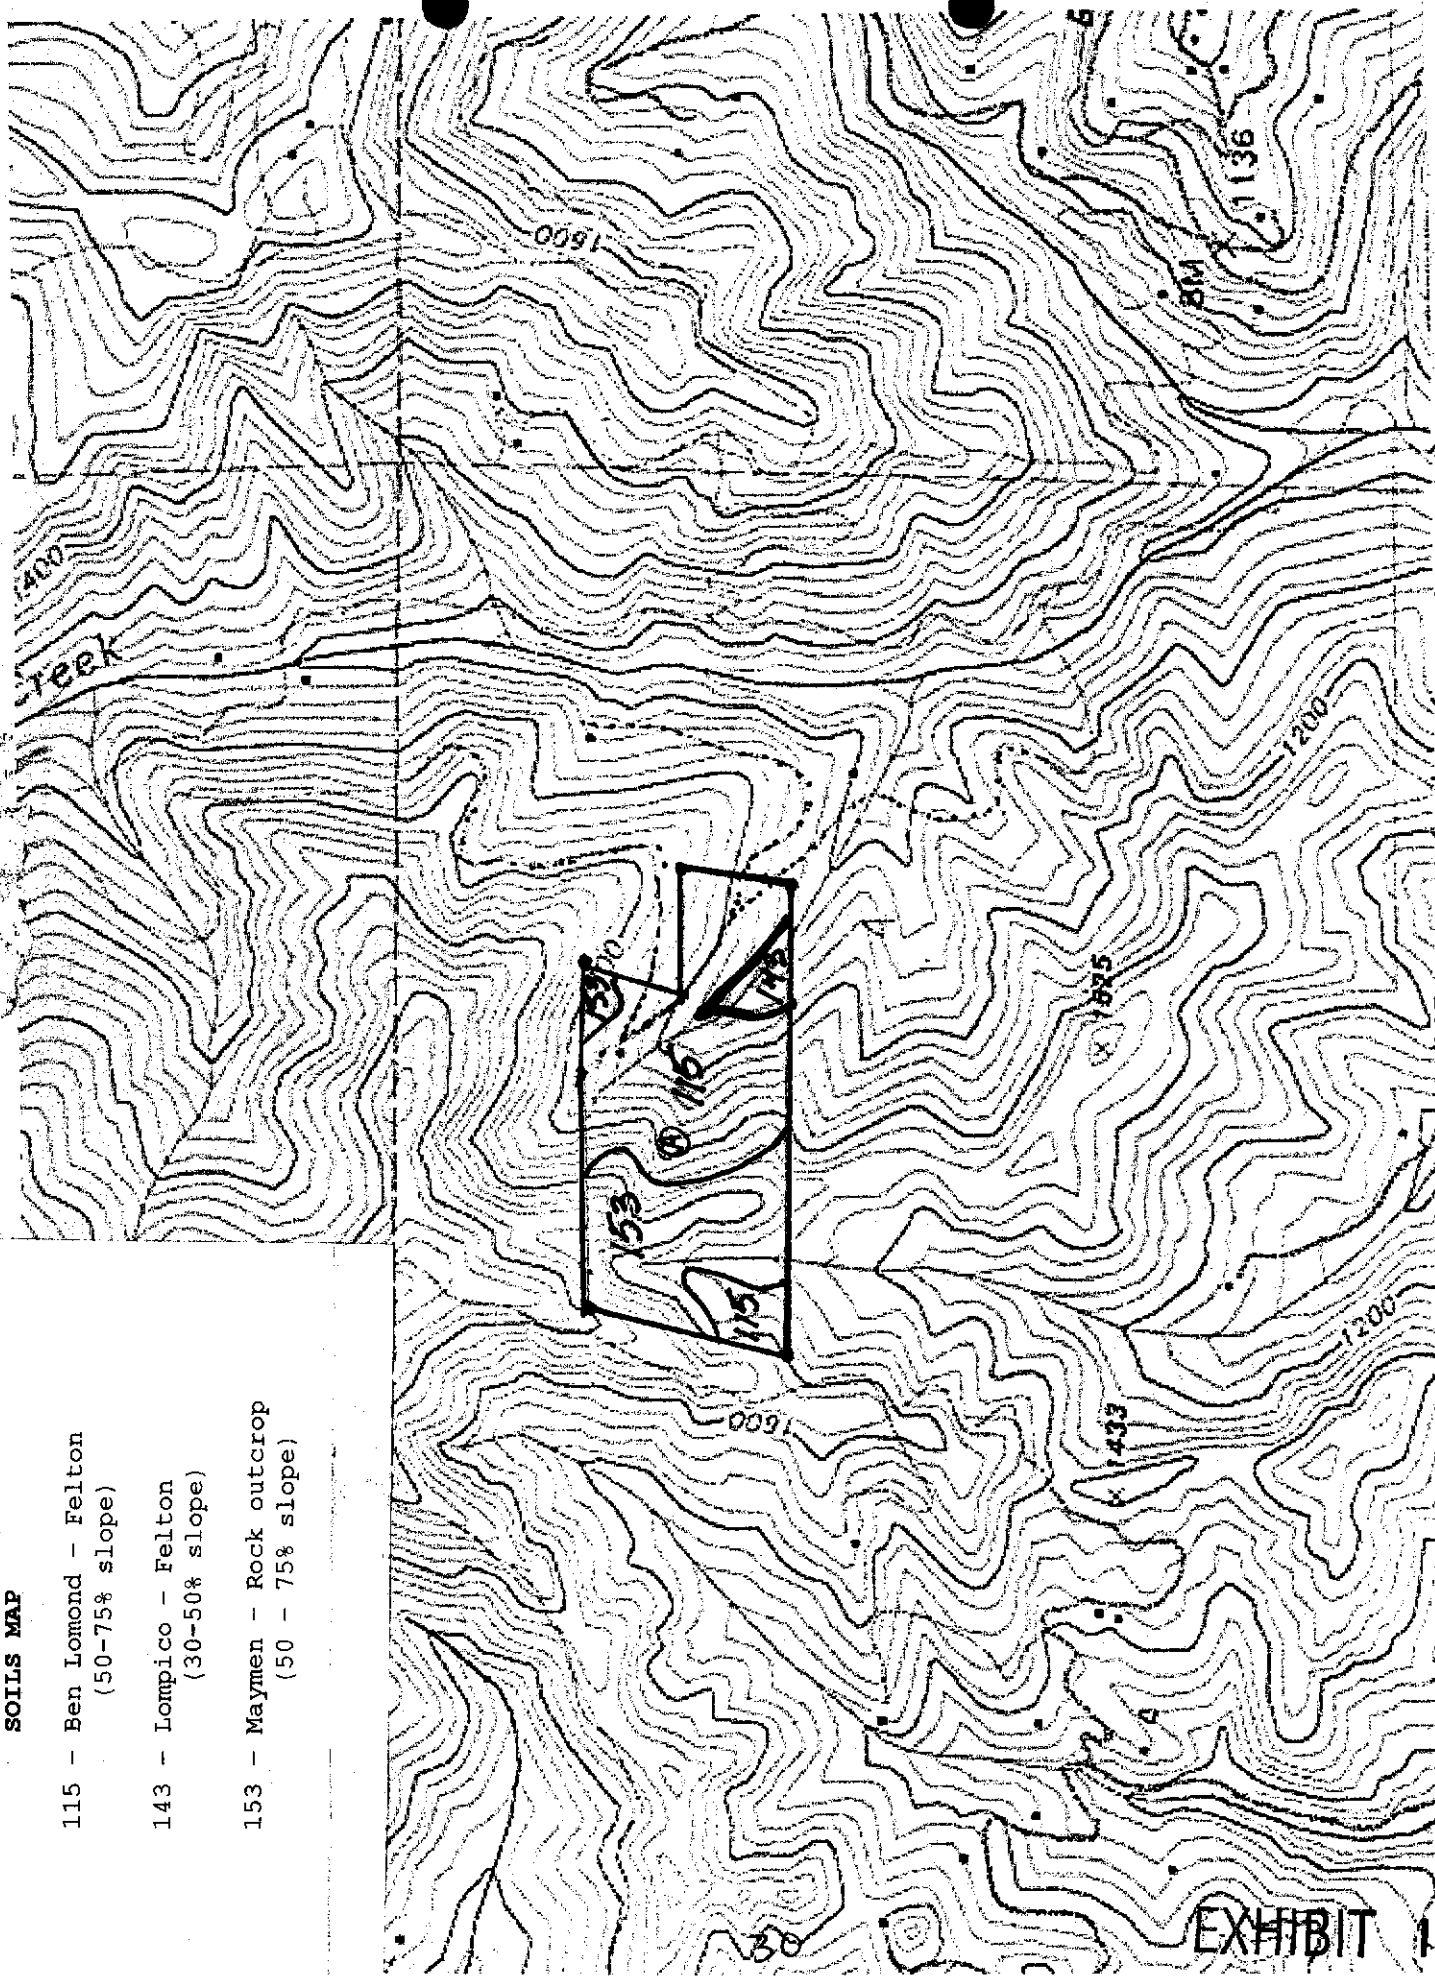 SOILS MAP
115 - Ben Lomond - Felton
(50-75% slope)
143 - Lompico - Felton
(30-50% slope)
153 - Maymen - Rock outcrop
(50 - 75% slope)
1600
1433
1200
115
153
A
115
153
143
1825
1200
Creek
1400
1600
BM
1136
30
EXHIBIT 1